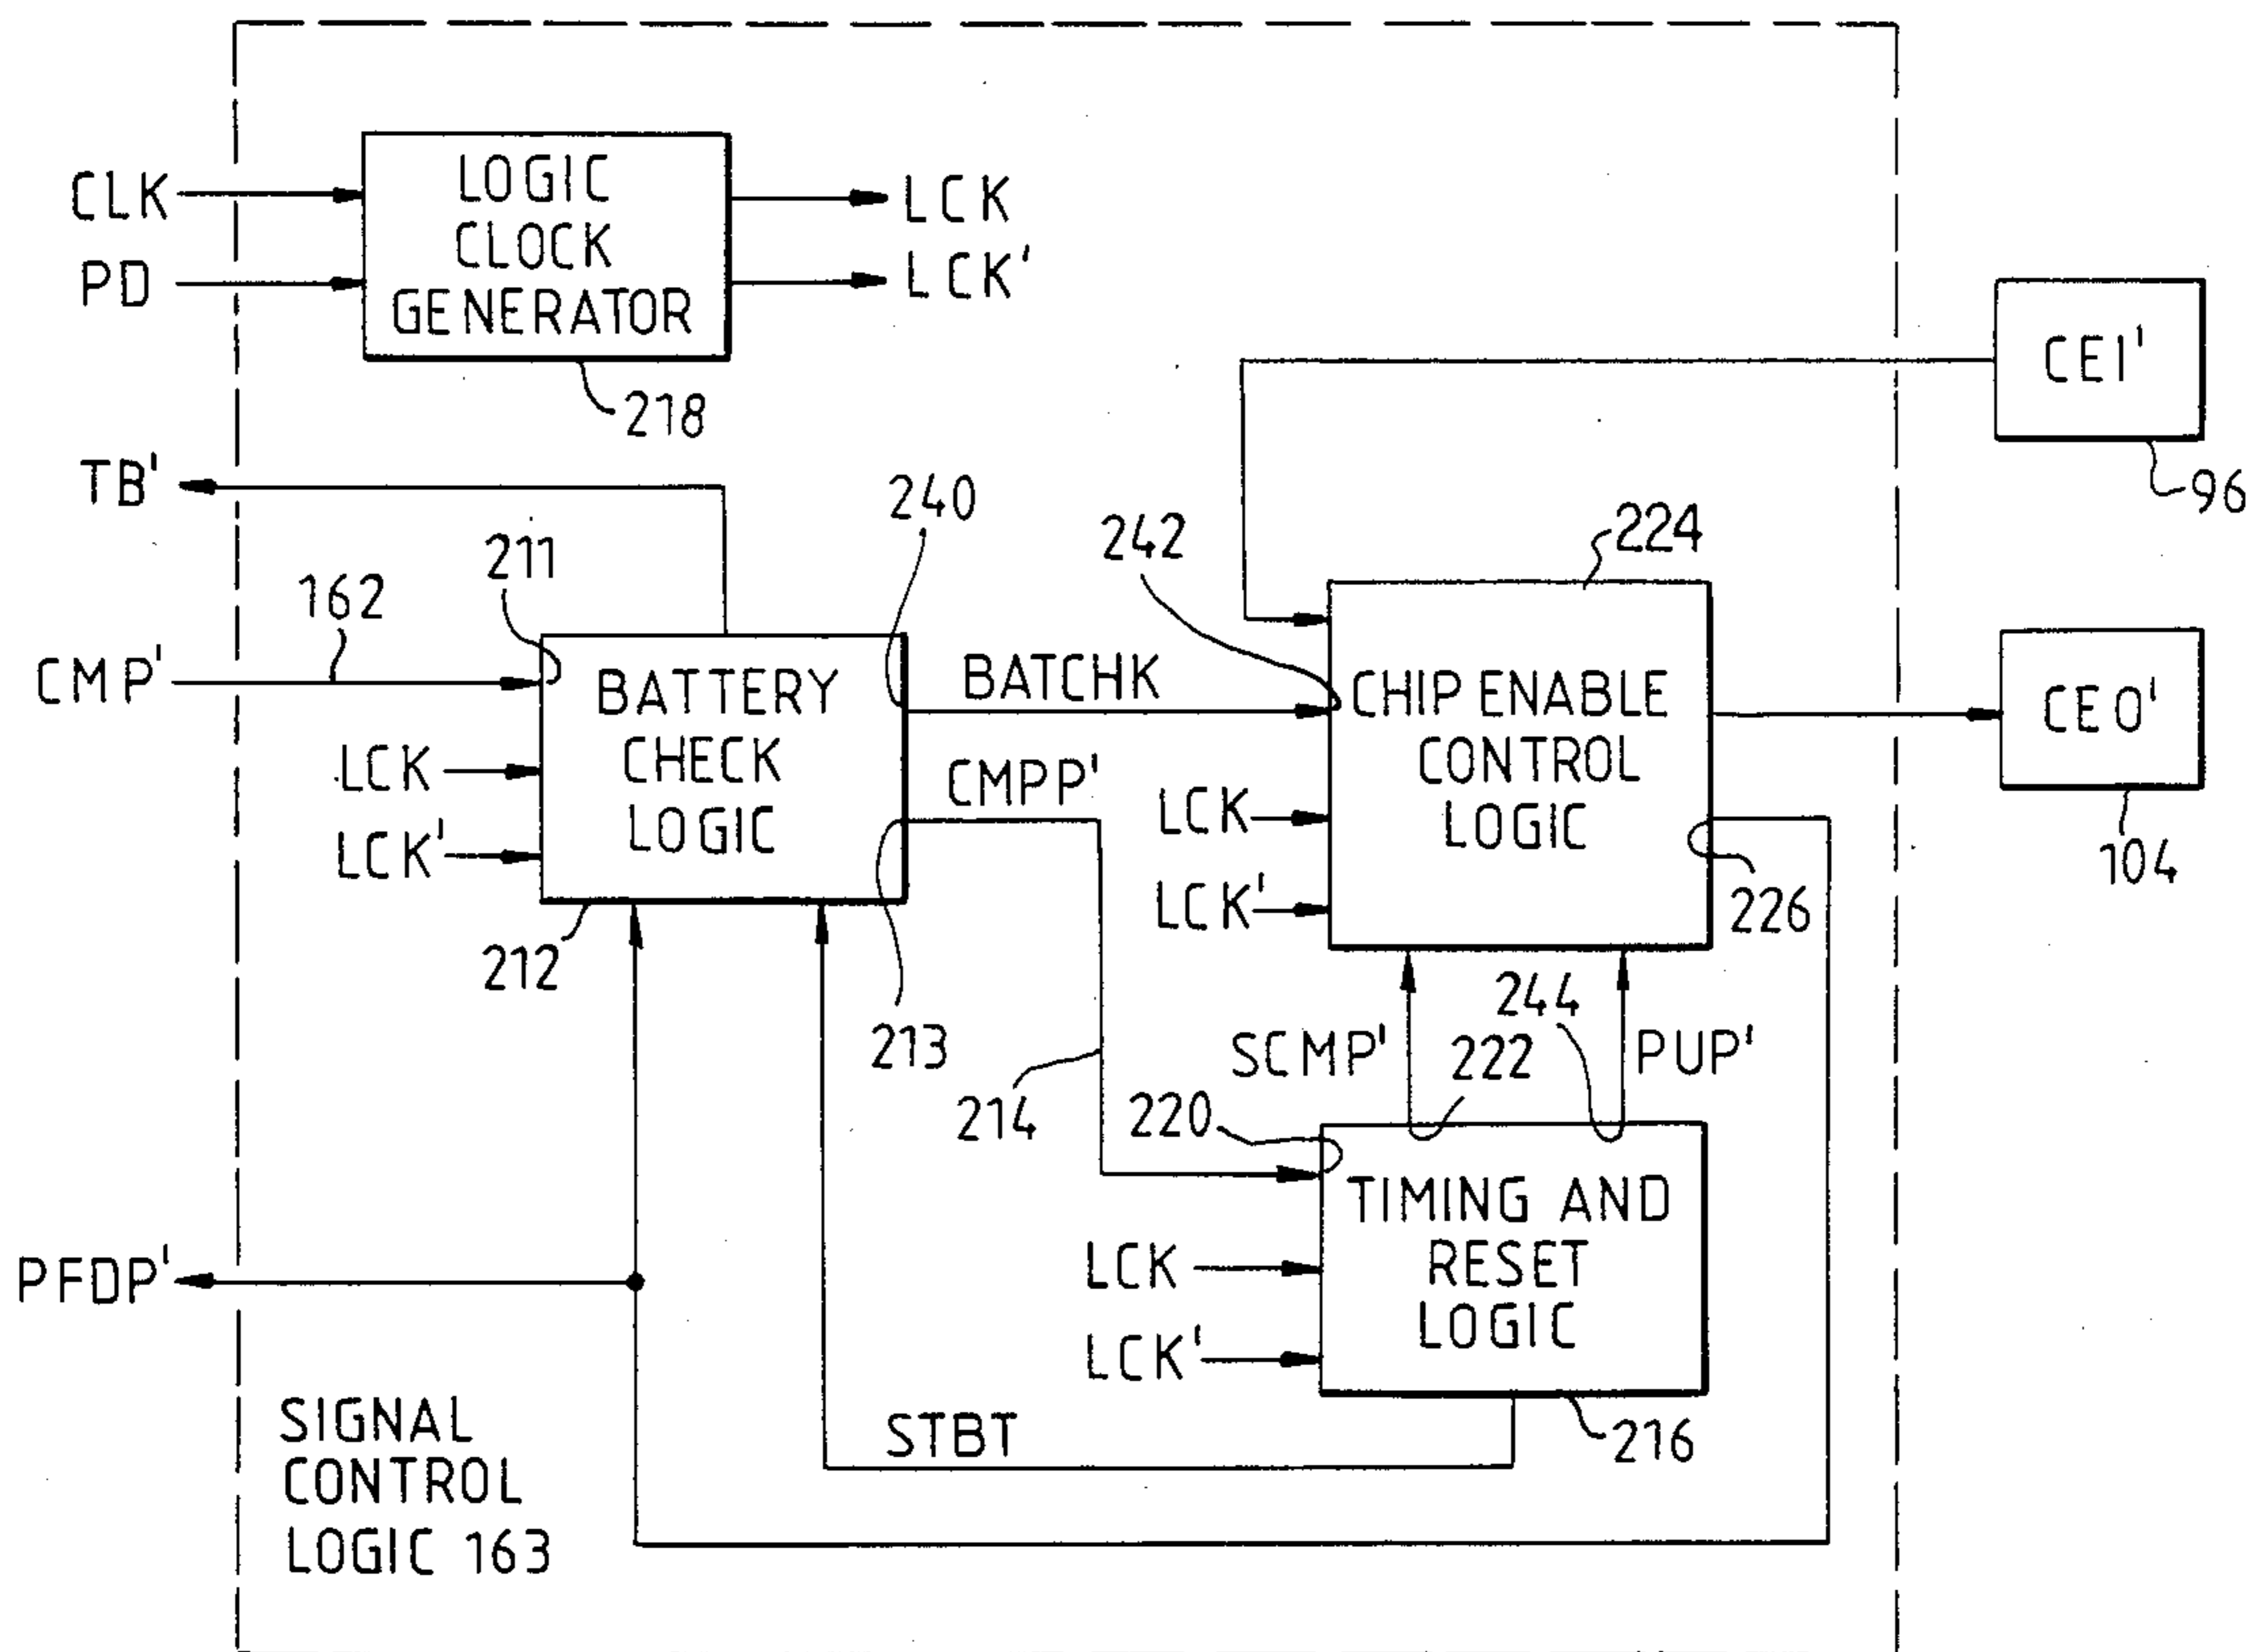 CLK
PD
LOGIC
CLOCK
GENERATOR
LCK
LCK'
218
CEI'
96
TB'
240
211
242
224
162
CMP'
BATTERY
CHECK
LOGIC
LCK
LCK'
212
BATCHK
CMPP'
213
214
CHIP ENABLE
CONTROL
LOGIC
LCK
LCK'
226
CEO'
104
SCMP'
222
244
PUP'
220
TIMING AND
RESET
LOGIC
LCK
LCK'
216
STBT
PFDP'
SIGNAL
CONTROL
LOGIC 163